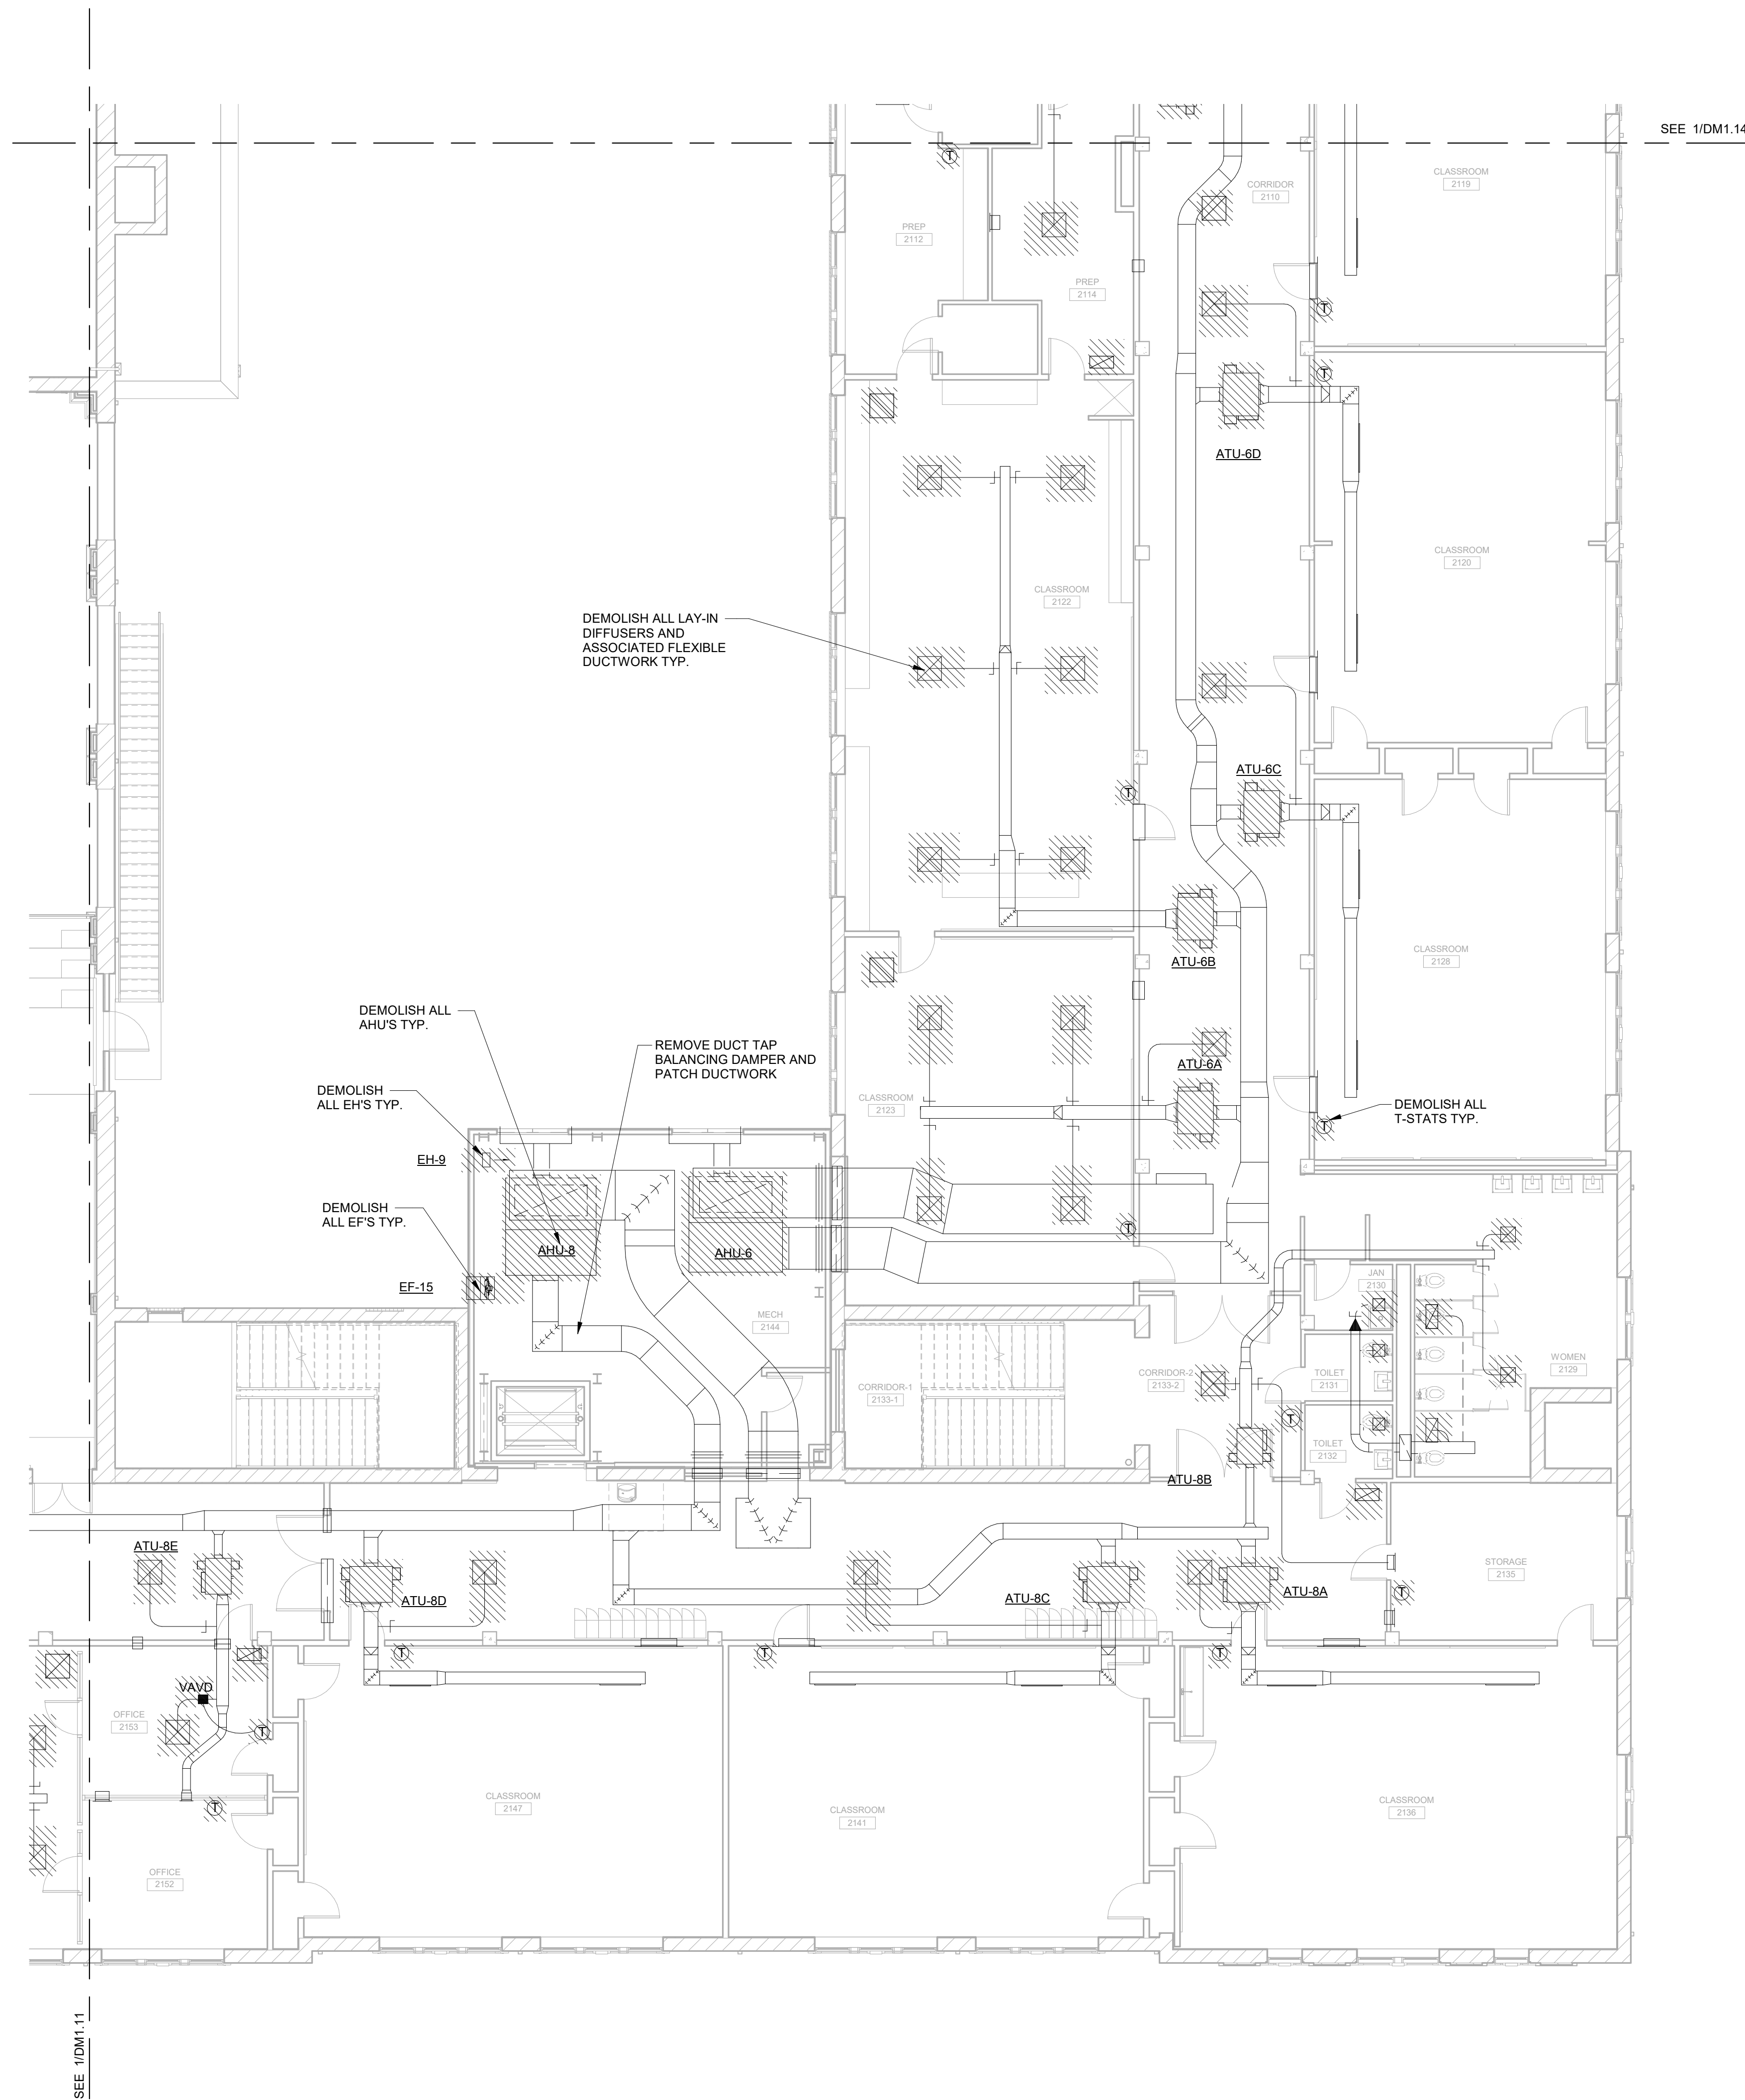 SEE 1/DM1.14
T
CLASSROOM
2119
CORRIDOR
2110
PREP
2112
PREP
2114
T
T
ATU-6D
CLASSROOM
2120
CLASSROOM
2122
DEMOLISH ALL LAY-IN
DIFFUSERS AND
ASSOCIATED FLEXIBLE
DUCTWORK TYP.
ATU-6C
T
CLASSROOM
2128
ATU-6B
DEMOLISH ALL
AHU'S TYP.
REMOVE DUCT TAP
BALANCING DAMPER AND
PATCH DUCTWORK
ATU-6A
DEMOLISH
ALL EH'S TYP.
CLASSROOM
2123
DEMOLISH ALL
T-STATS TYP.
T
EH-9
DEMOLISH
ALL EF'S TYP.
T
AHU-8
AHU-6
EF-15
JAN
2130
MECH
2144
WOMEN
2129
CORRIDOR-1
2133-1
CORRIDOR-2
2133-2
TOILET
2131
T
TOILET
2132
ATU-8B
ATU-8E
STORAGE
2135
ATU-8D
ATU-8C
ATU-8A
T
T
T
T
VAVD
OFFICE
2153
T
T
CLASSROOM
2147
CLASSROOM
2141
CLASSROOM
2136
OFFICE
2152
SEE 1/DM1.11